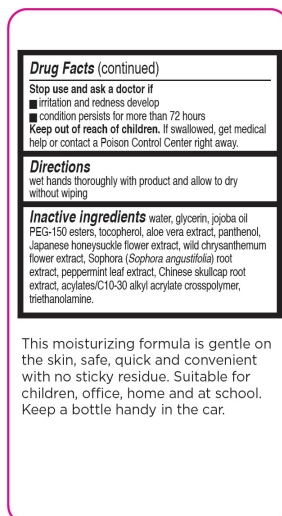 Drug Facts (continued)
Stop use and ask a doctor if
■ irritation and redness develop
■ condition persists for more than 72 hours
Keep out of reach of children. If swallowed, get medical
help or contact a Poison Control Center right away.
Directions
wet hands thoroughly with product and allow to dry
without wiping
Inactive ingredients water, glycerin, jojoba oil
PEG-150 esters, tocopherol, aloe vera extract, panthenol,
Japanese honeysuckle flower extract, wild chrysanthemum
flower extract, Sophora (Sophora angustifolia) root
extract, peppermint leaf extract, Chinese skullcap root
extract, acylates/C10-30 alkyl acrylate crosspolymer,
triethanolamine.
This moisturizing formula is gentle on
the skin, safe, quick and convenient
with no sticky residue. Suitable for
children, office, home and at school.
Keep a bottle handy in the car.